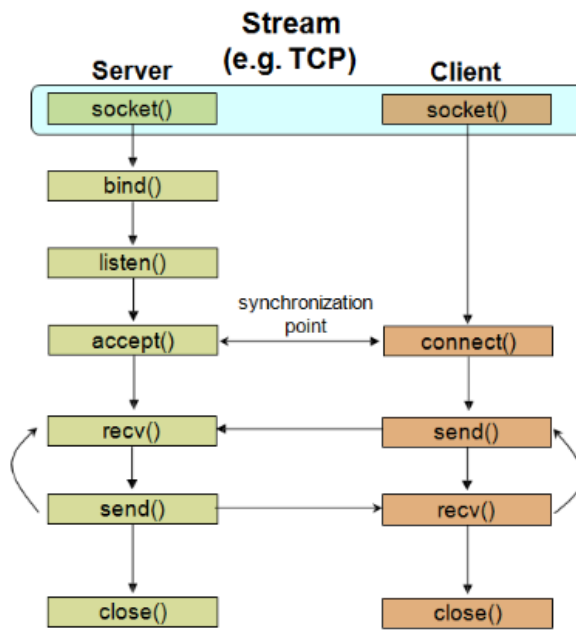 Stream
(e.g. TCP)
Server
Client
socket()
socket()
bind()
listen()
synchronization
point
accept()
connect()
recv()
send()
send()
recv()
close()
close()